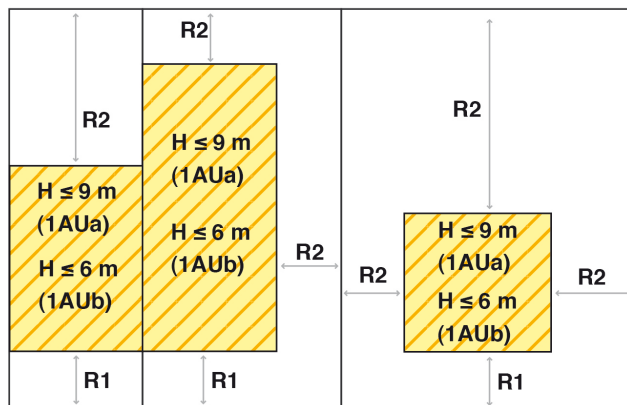 R2
R2
H ≤ 9 m
(1AUa)
H ≤ 6 m
(1AUb)
R1
H ≤ 9 m
(1AUa)
H ≤ 6 m
(1AUb)
R2
R1
R2
R2
H ≤ 9 m
(1AUa)
H ≤ 6 m
(1AUb)
R2
R1